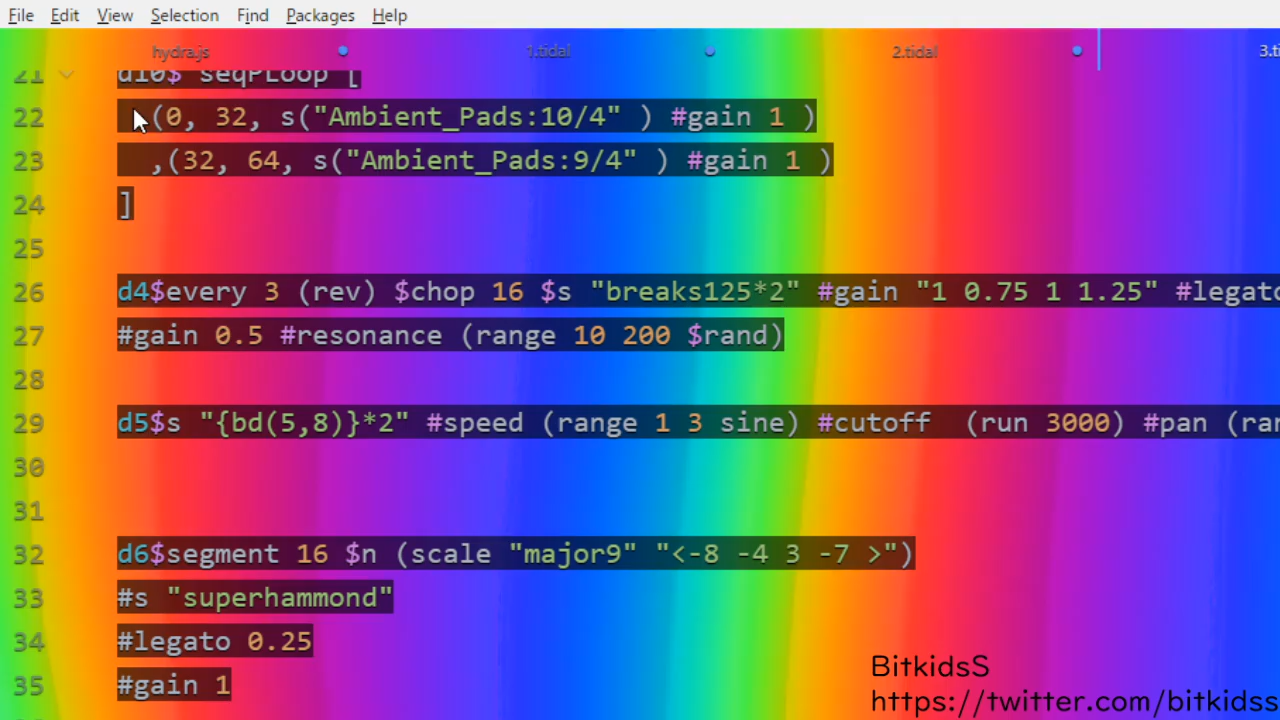 File Edit View Selection Find Packages Help
hydra.js 1.tidal 2.tidal 3.ti
21 d10$ seqPLoop [
22 (0, 32, s("Ambient_Pads:10/4" ) #gain 1 )
23 ,(32, 64, s("Ambient_Pads:9/4" ) #gain 1 )
24 ]
25
26 d4$every 3 (rev) $chop 16 $s "breaks125*2" #gain "1 0.75 1 1.25" #legato
27 #gain 0.5 #resonance (range 10 200 $rand)
28
29 d5$s "{bd(5,8)}*2" #speed (range 1 3 sine) #cutoff (run 3000) #pan (ran
30
31
32 d6$segment 16 $n (scale "major9" "<-8 -4 3 -7 >")
33 #s "superhammond"
34 #legato 0.25
35 #gain 1
BitkidsS
https://twitter.com/bitkidss